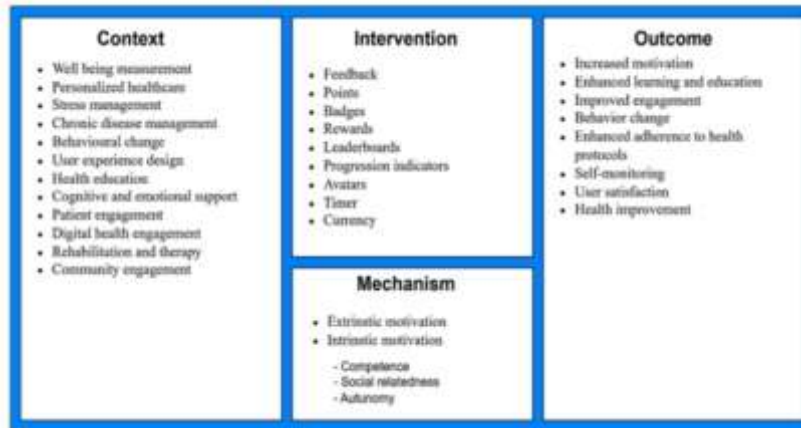 Context
• Well being measurement
• Personalized healthcare
• Stress management
• Chronic disease management
• Behavioural change
• User experience design
• Health education
• Cognitive and emotional support
• Patient engagement
• Digital health engagement
• Rehabilitation and therapy
• Community engagement
Intervention
• Feedback
• Points
• Badges
• Rewards
• Leaderboards
• Progression indicators
• Avatars
• Timer
• Currency
Mechanism
• Extrinstic motivation
• Intrinstic motivation
- Competence
- Social relatedness
- Autunomy
Outcome
• Increased motivation
• Enhanced learning and education
• Improved engagement
• Behavior change
• Enhanced adherence to health
protocols
• Self-monitoring
• User satisfaction
• Health improvement